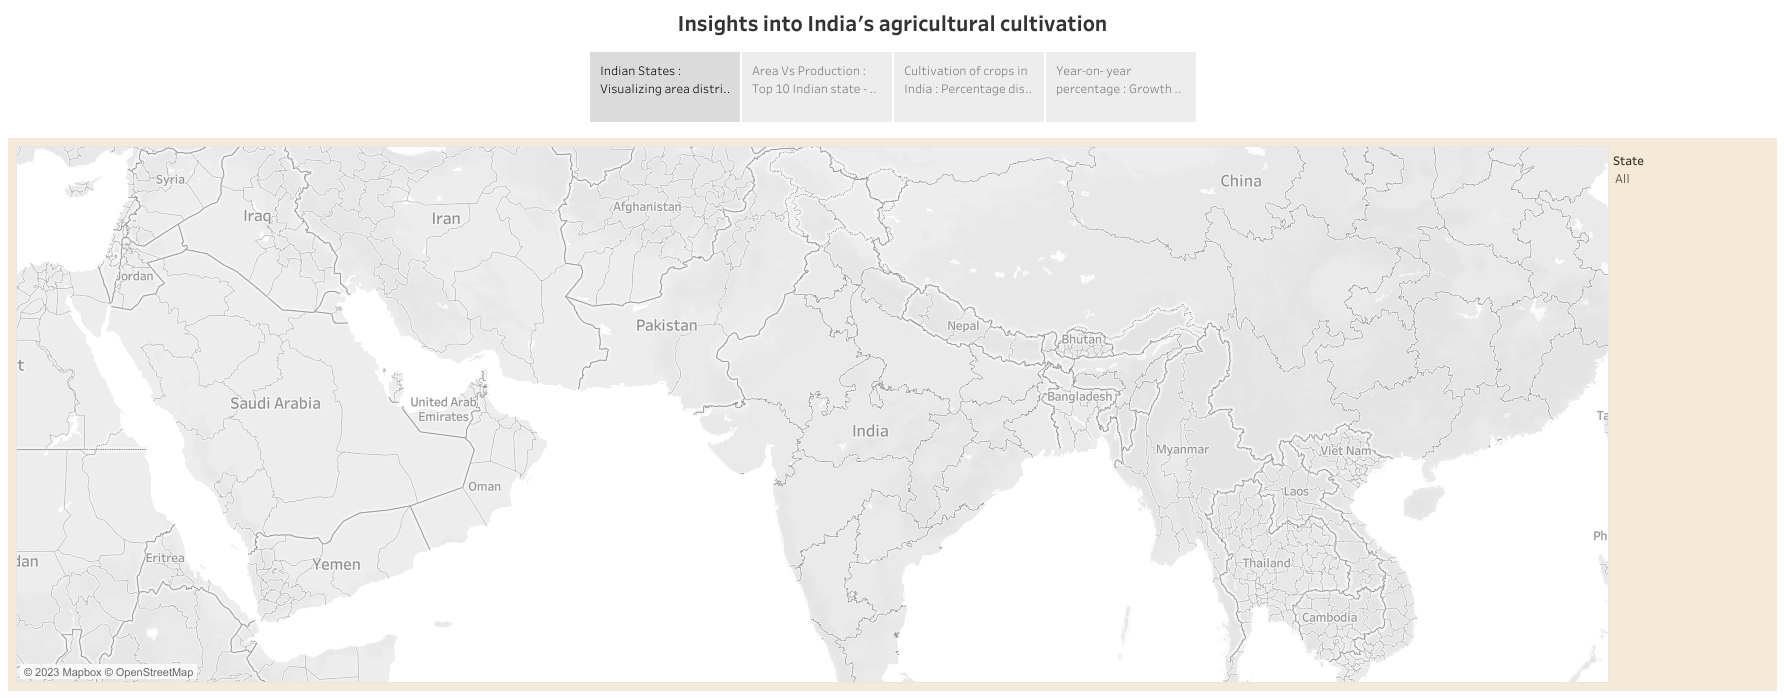 Insights into India's agricultural cultivation
Indian States :
Visualizing area distri..
Area Vs Production :
Top 10 Indian state - ..
Cultivation of crops in
India : Percentage dis..
Year-on- year
percentage : Growth ..
State
All
Syria
Iraq
Iran
Afghanistan
China
Jordan
Pakistan
Nepal
Bhutan
t
Saudi Arabia
United Arab
Emirates
Bangladesh
Ta
India
Myanmar
Viet Nam
Oman
Laos
Ph
dan
Eritrea
Yemen
Thailand
Cambodia
© 2023 Mapbox © OpenStreetMap